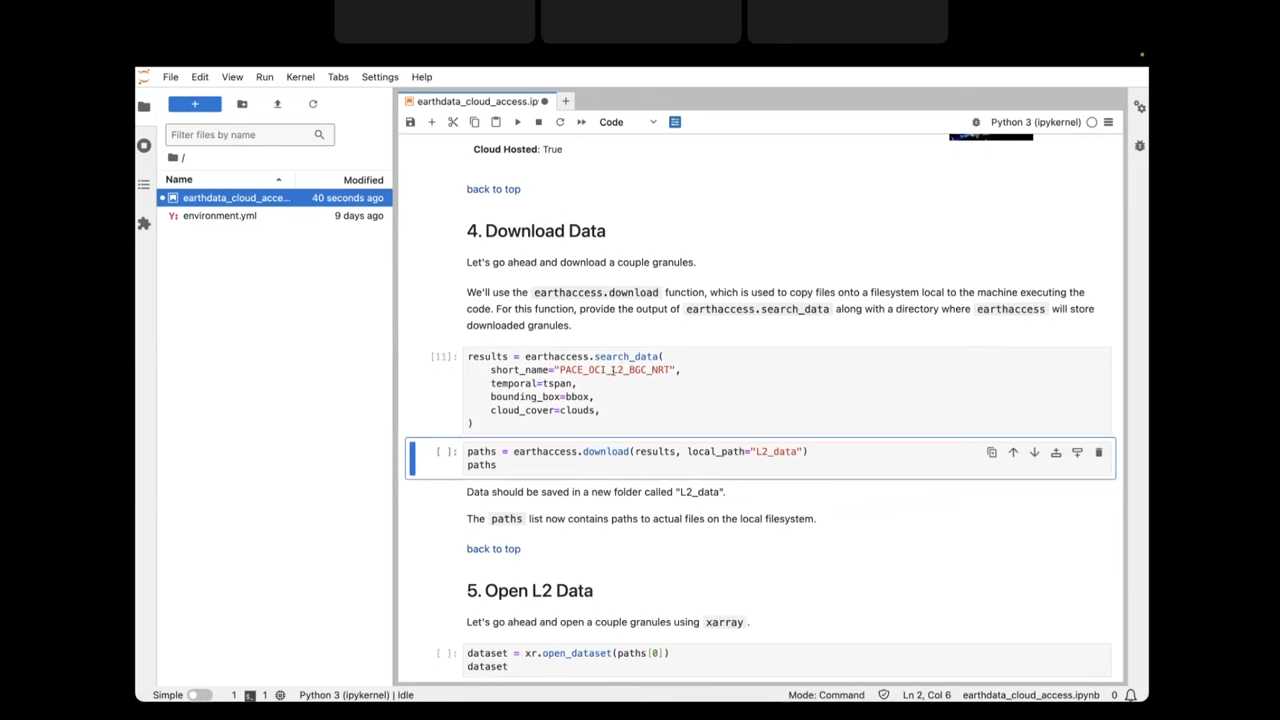 File Edit View Run Kernel Tabs Settings Help
+
Filter files by name
/
Name Modified
earthdata_cloud_acce... 40 seconds ago
Y: environment.yml 9 days ago
earthdata_cloud_access.ip
Code
Python 3 (ipykernel)
Cloud Hosted: True
back to top
4. Download Data
Let's go ahead and download a couple granules.
We'll use the earthaccess.download function, which is used to copy files onto a filesystem local to the machine executing the
code. For this function, provide the output of earthaccess.search_data along with a directory where earthaccess will store
downloaded granules.
[11]: results = earthaccess.search_data(
short_name="PACE_OCI_L2_BGC_NRT",
temporal=tspan,
bounding_box=bbox,
cloud_cover=clouds,
)
[ ]: paths = earthaccess.download(results, local_path="L2_data")
paths
Data should be saved in a new folder called "L2_data".
The paths list now contains paths to actual files on the local filesystem.
back to top
5. Open L2 Data
Let's go ahead and open a couple granules using xarray.
[ ]: dataset = xr.open_dataset(paths[0])
dataset
Simple 1 1 Python 3 (ipykernel) | Idle Mode: Command Ln 2, Col 6 earthdata_cloud_access.ipynb 0